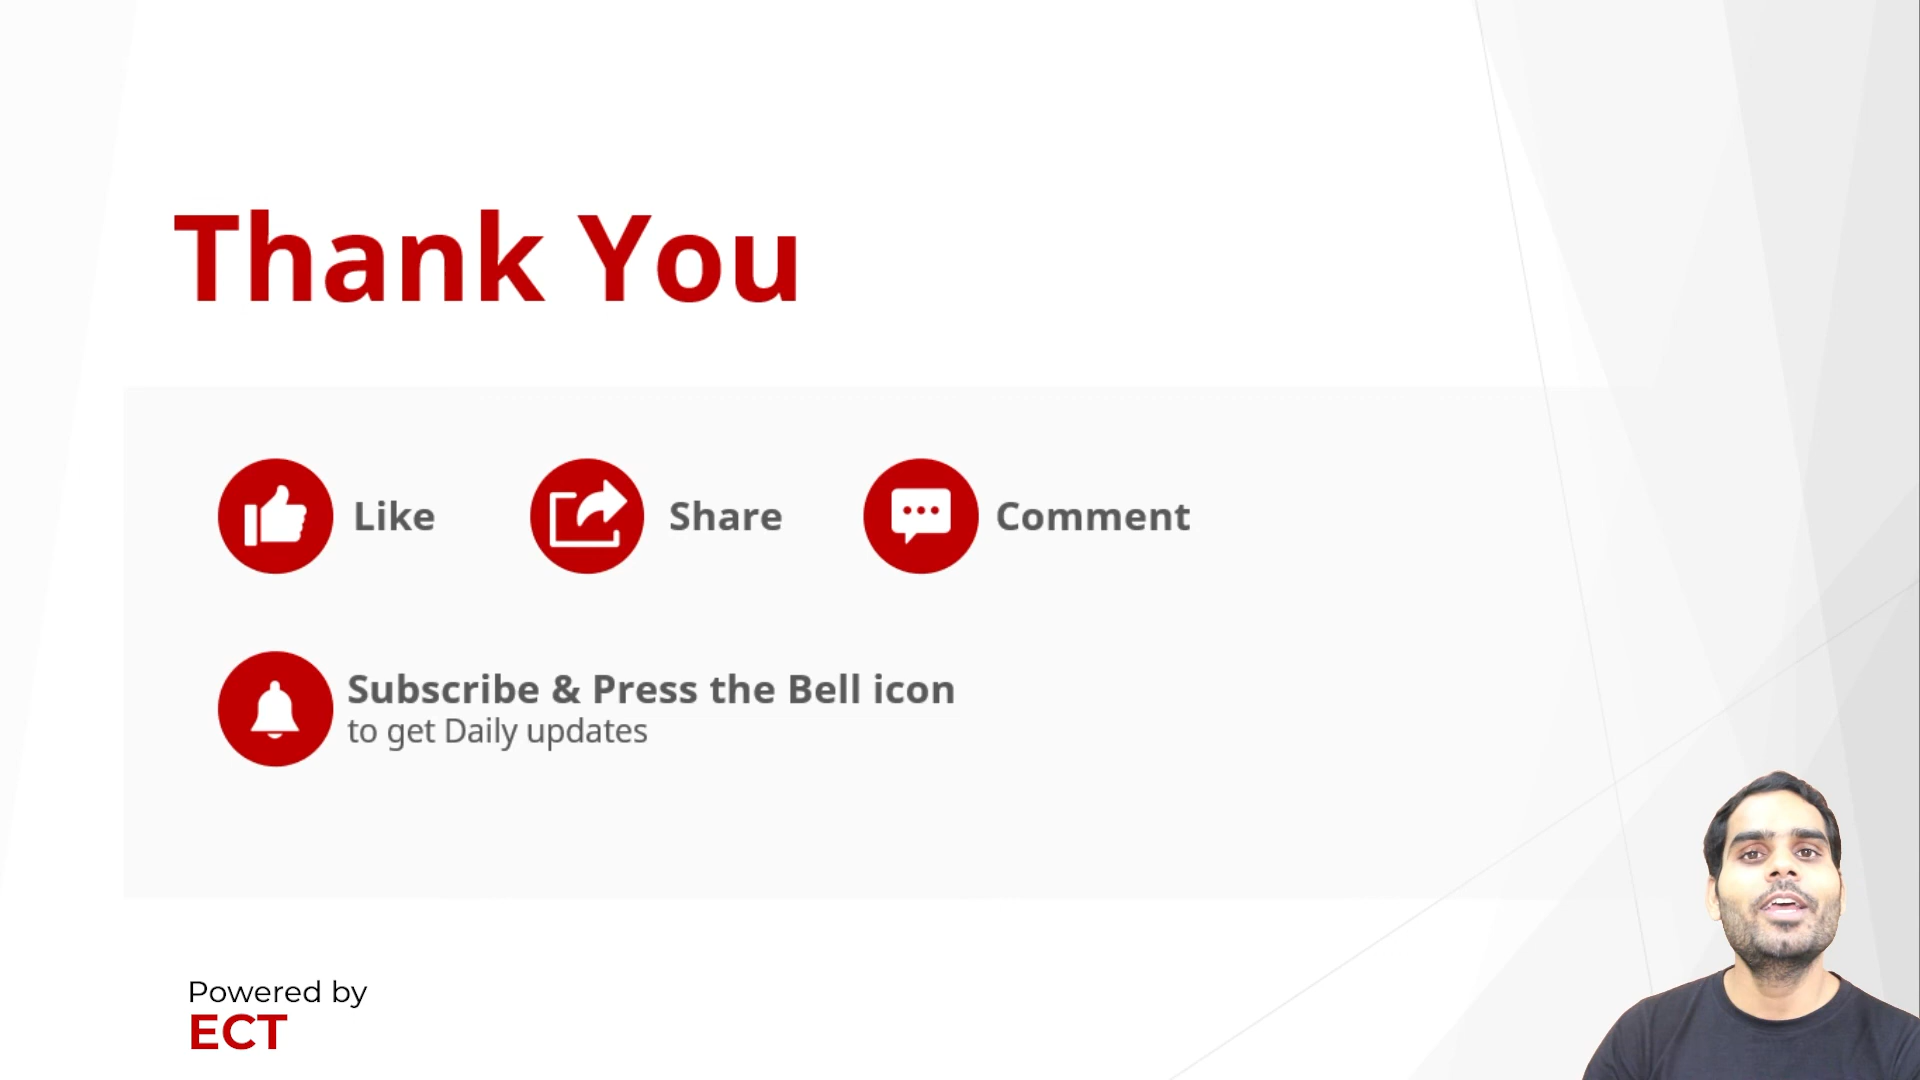 Thank You
Like
Share
Comment
Subscribe & Press the Bell icon
to get Daily updates
Powered by
ECT